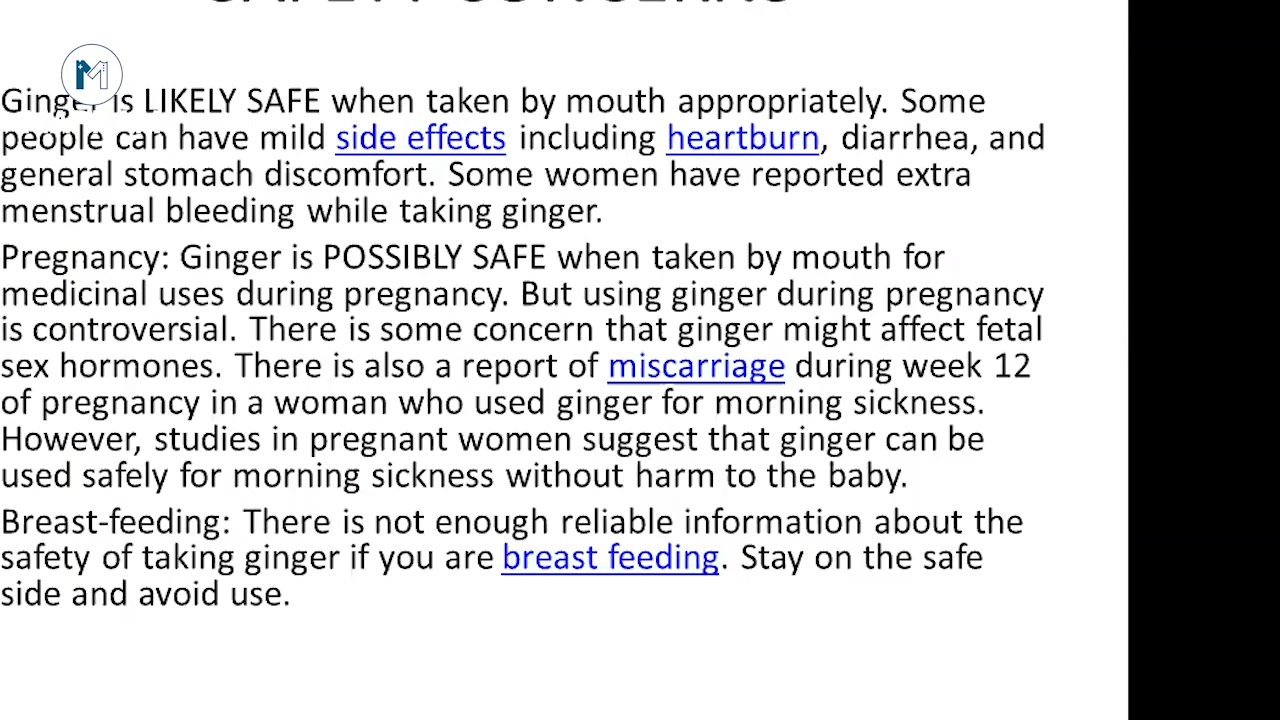 Ginger is LIKELY SAFE when taken by mouth appropriately. Some
people can have mild side effects including heartburn, diarrhea, and
general stomach discomfort. Some women have reported extra
menstrual bleeding while taking ginger.
Pregnancy: Ginger is POSSIBLY SAFE when taken by mouth for
medicinal uses during pregnancy. But using ginger during pregnancy
is controversial. There is some concern that ginger might affect fetal
sex hormones. There is also a report of miscarriage during week 12
of pregnancy in a woman who used ginger for morning sickness.
However, studies in pregnant women suggest that ginger can be
used safely for morning sickness without harm to the baby.
Breast-feeding: There is not enough reliable information about the
safety of taking ginger if you are breast feeding. Stay on the safe
side and avoid use.